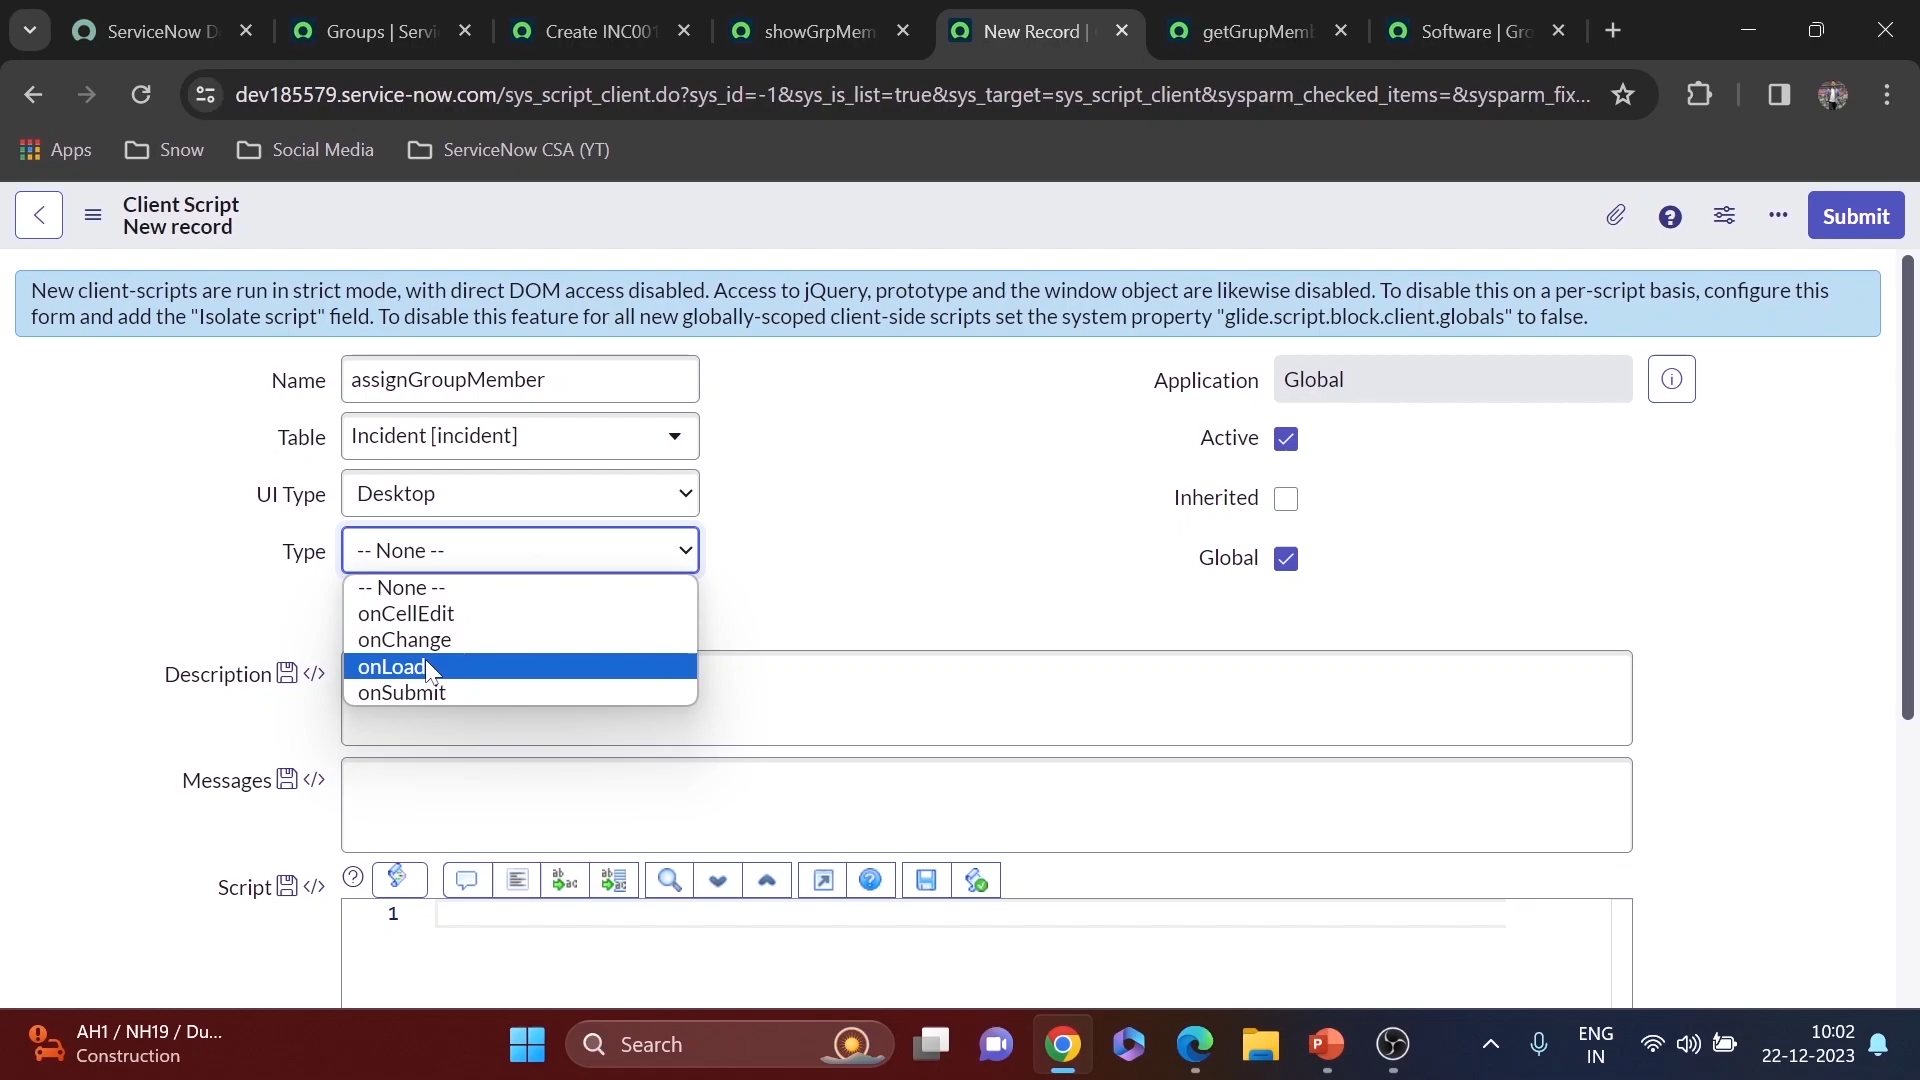 ServiceNow D
Groups | Servi
Create INC001
showGrpMem
New Record |
getGrupMemb
Software | Gro
dev185579.service-now.com/sys_script_client.do?sys_id=-1&sys_is_list=true&sys_target=sys_script_client&sysparm_checked_items=&sysparm_fix...
Apps
Snow
Social Media
ServiceNow CSA (YT)
Client Script
New record
Submit
New client-scripts are run in strict mode, with direct DOM access disabled. Access to jQuery, prototype and the window object are likewise disabled. To disable this on a per-script basis, configure this
form and add the "Isolate script" field. To disable this feature for all new globally-scoped client-side scripts set the system property "glide.script.block.client.globals" to false.
Name
assignGroupMember
Application
Global
Table
Incident [incident]
Active
UI Type
Desktop
Inherited
Type
-- None --
Global
-- None --
onCellEdit
onChange
onLoad
onSubmit
Description
Messages
Script
1
AH1 / NH19 / Du...
Construction
Search
ENG
IN
10:02
22-12-2023